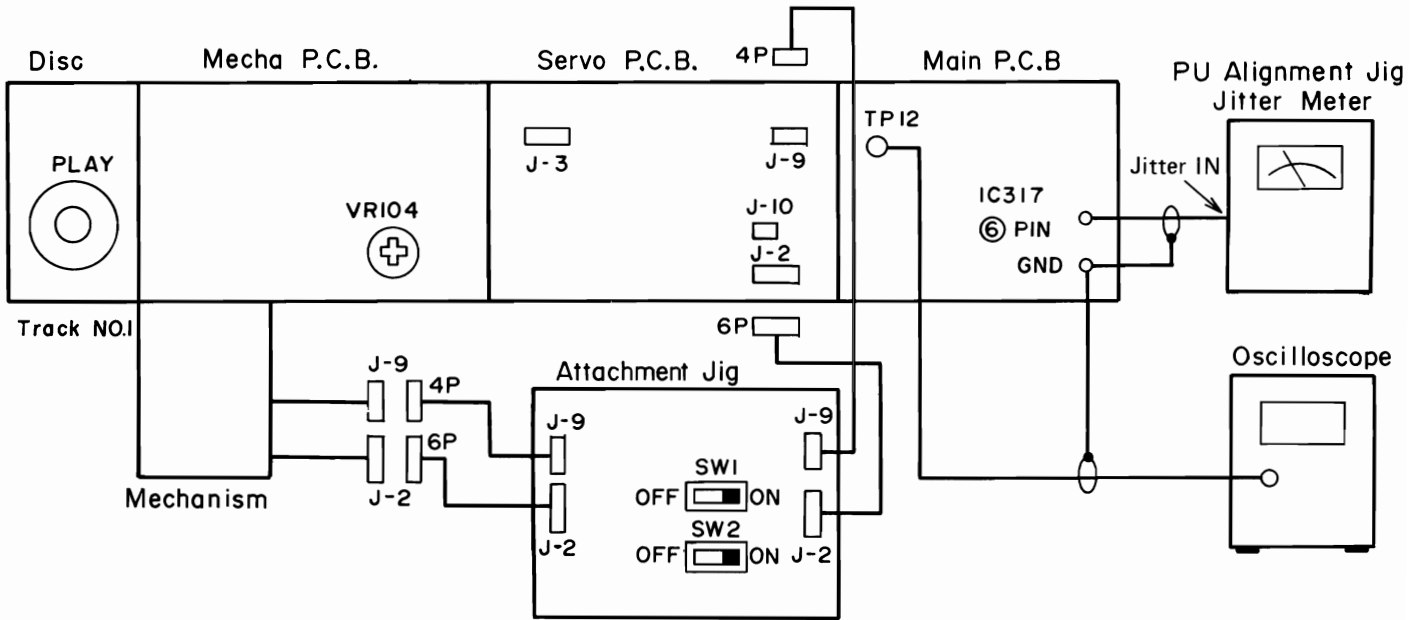 Disc
Mecha P.C.B.
Servo P.C.B.
4P
Main P.C.B
PU Alignment Jig
Jitter Meter
PLAY
VR104
J-3
J-9
J-10
J-2
TP12
IC317
⑥ PIN
GND
Jitter IN
Track NO.1
6P
Oscilloscope
Mechanism
J-9
4P
6P
J-2
Attachment Jig
J-9
J-2
SW1
OFF ON
SW2
OFF ON
J-9
J-2